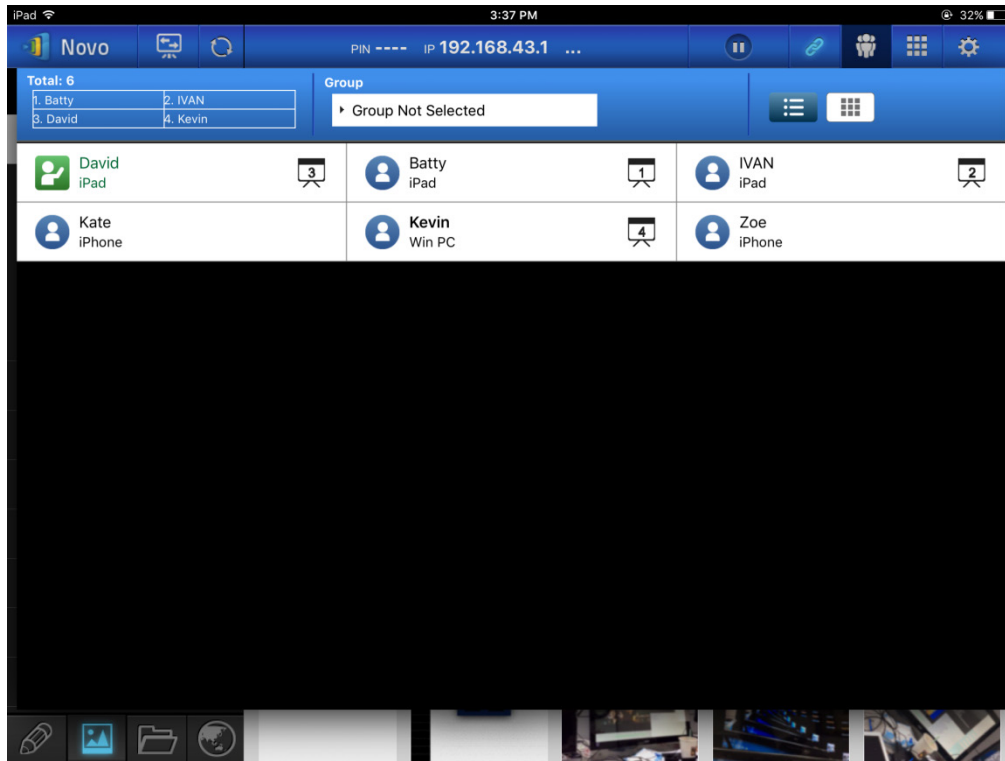 iPad 3:37 PM 32%
Novo PIN ---- IP 192.168.43.1 ...
Total: 6
1. Batty 2. IVAN
3. David 4. Kevin
Group
Group Not Selected
David
iPad
3
Batty
iPad
1
IVAN
iPad
2
Kate
iPhone
Kevin
Win PC
4
Zoe
iPhone